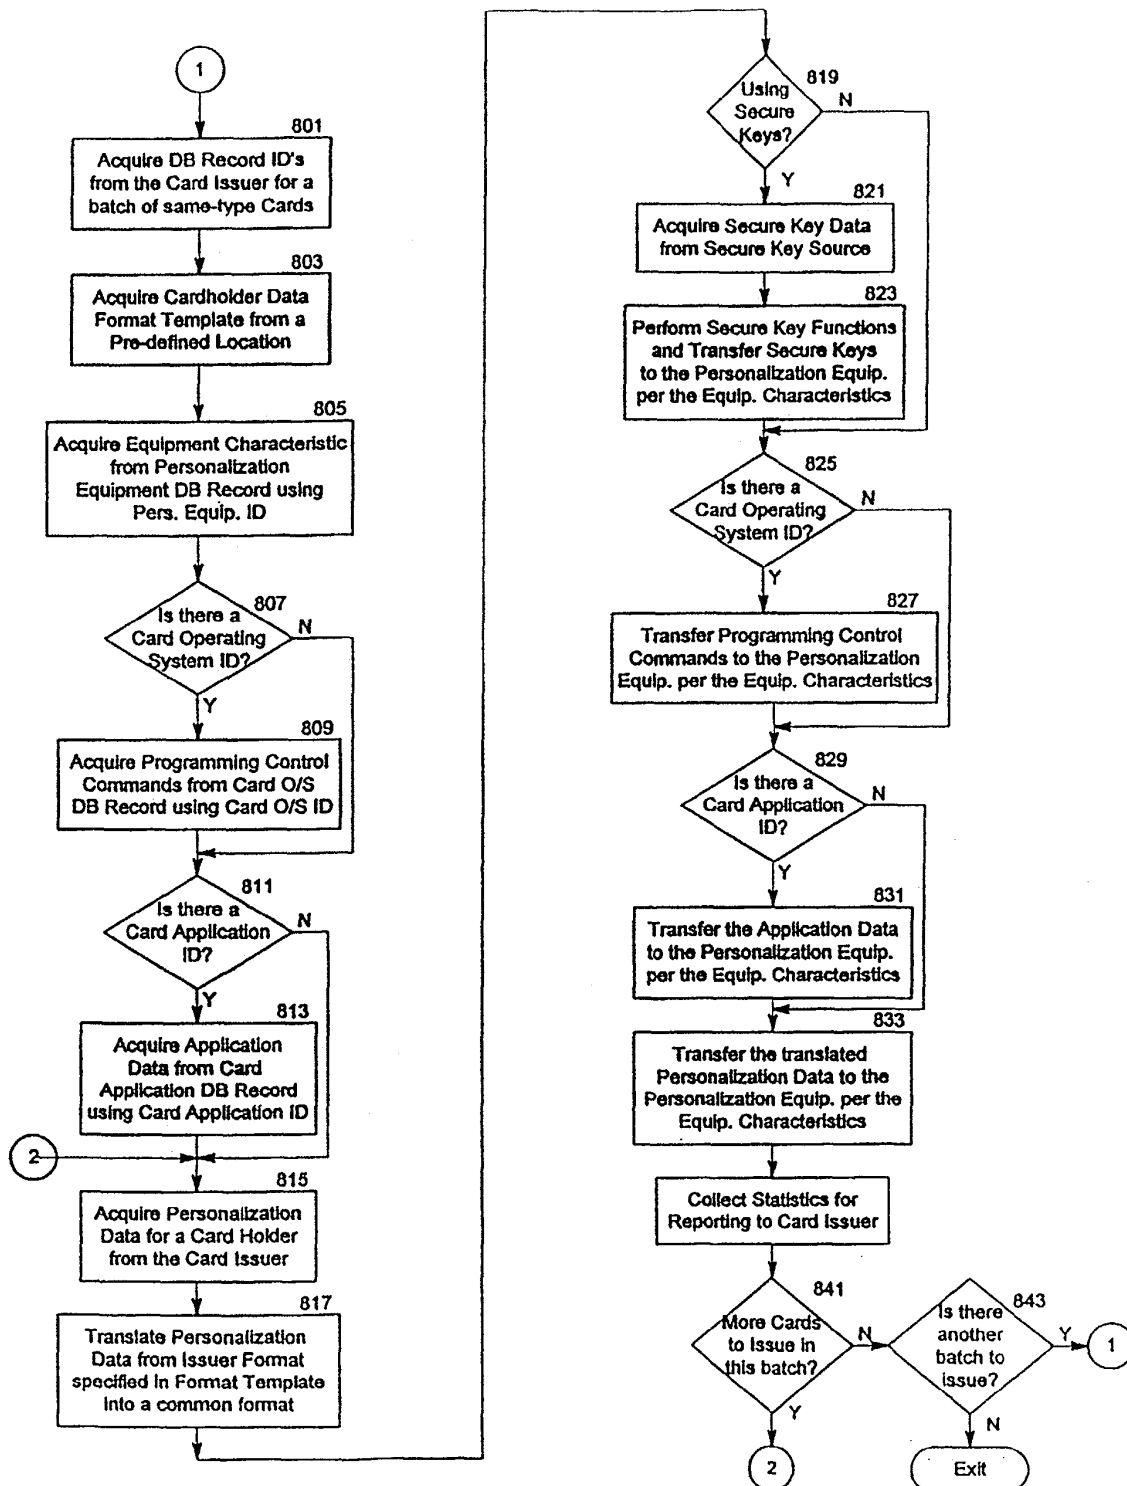 1
801
Acquire DB Record ID's
from the Card Issuer for a
batch of same-type Cards
803
Acquire Cardholder Data
Format Template from a
Pre-defined Location
805
Acquire Equipment Characteristic
from Personalization
Equipment DB Record using
Pers. Equip. ID
807
Is there a
Card Operating
System ID?
N
Y
809
Acquire Programming Control
Commands from Card O/S
DB Record using Card O/S ID
811
Is there a
Card Application
ID?
N
Y
813
Acquire Application
Data from Card
Application DB Record
using Card Application ID
2
815
Acquire Personalization
Data for a Card Holder
from the Card Issuer
817
Translate Personalization
Data from Issuer Format
specified in Format Template
into a common format
819
Using
Secure
Keys?
N
Y
821
Acquire Secure Key Data
from Secure Key Source
823
Perform Secure Key Functions
and Transfer Secure Keys
to the Personalization Equip.
per the Equip. Characteristics
825
Is there a
Card Operating
System ID?
N
Y
827
Transfer Programming Control
Commands to the Personalization
Equip. per the Equip. Characteristics
829
Is there a
Card Application
ID?
N
Y
831
Transfer the Application Data
to the Personalization Equip.
per the Equip. Characteristics
833
Transfer the translated
Personalization Data to the
Personalization Equip. per the
Equip. Characteristics
Collect Statistics for
Reporting to Card Issuer
841
More Cards
to Issue in
this batch?
N
Y
2
843
Is there
another
batch to
issue?
Y
1
N
Exit